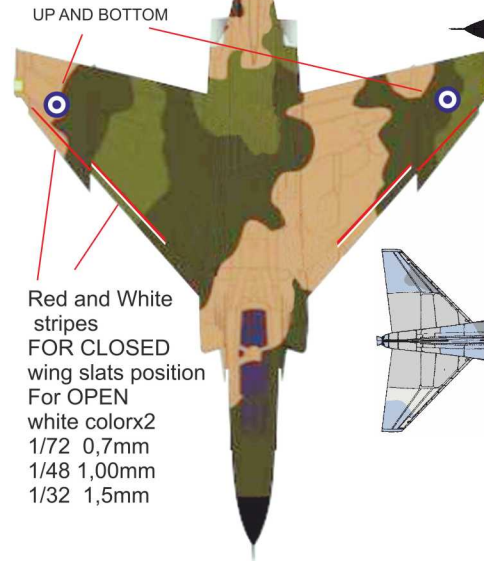 UP AND BOTTOM
Red and White
stripes
FOR CLOSED
wing slats position
For OPEN
white colorx2
1/72 0,7mm
1/48 1,00mm
1/32 1,5mm